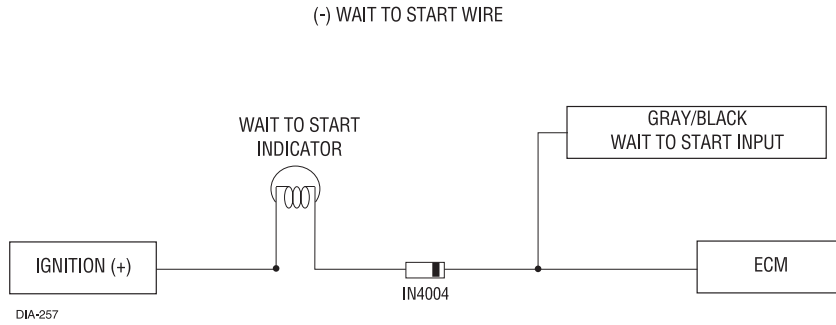 (-) WAIT TO START WIRE
WAIT TO START
INDICATOR
GRAY/BLACK
WAIT TO START INPUT
IGNITION (+)
IN4004
ECM
DIA-257